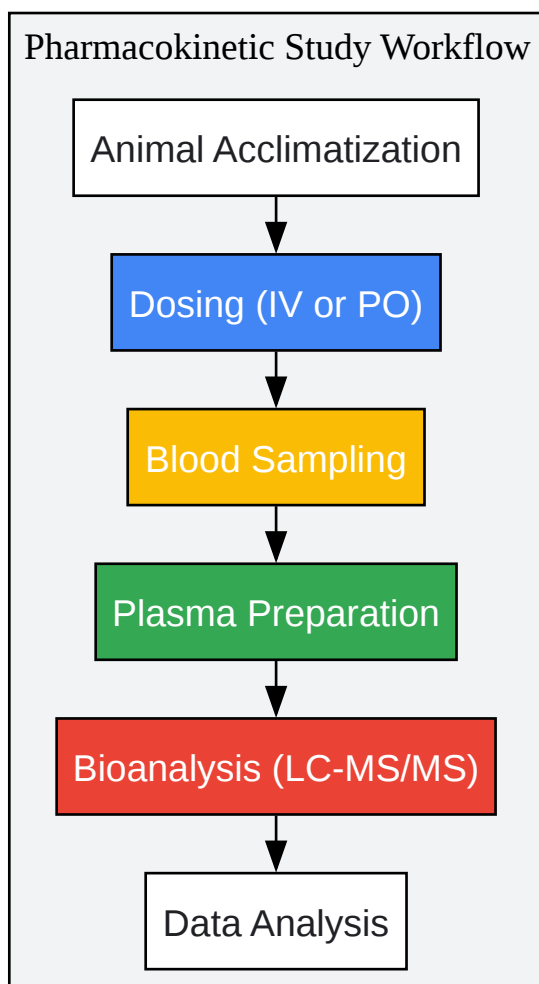 Pharmacokinetic Study Workflow
Animal Acclimatization
Dosing (IV or PO)
Blood Sampling
Plasma Preparation
Bioanalysis (LC-MS/MS)
Data Analysis